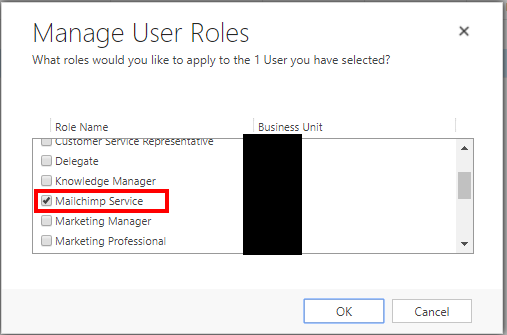 Manage User Roles
What roles would you like to apply to the 1 User you have selected?
Role Name Business Unit
Customer Service Representative
Delegate
Knowledge Manager
Mailchimp Service
Marketing Manager
Marketing Professional
OK Cancel